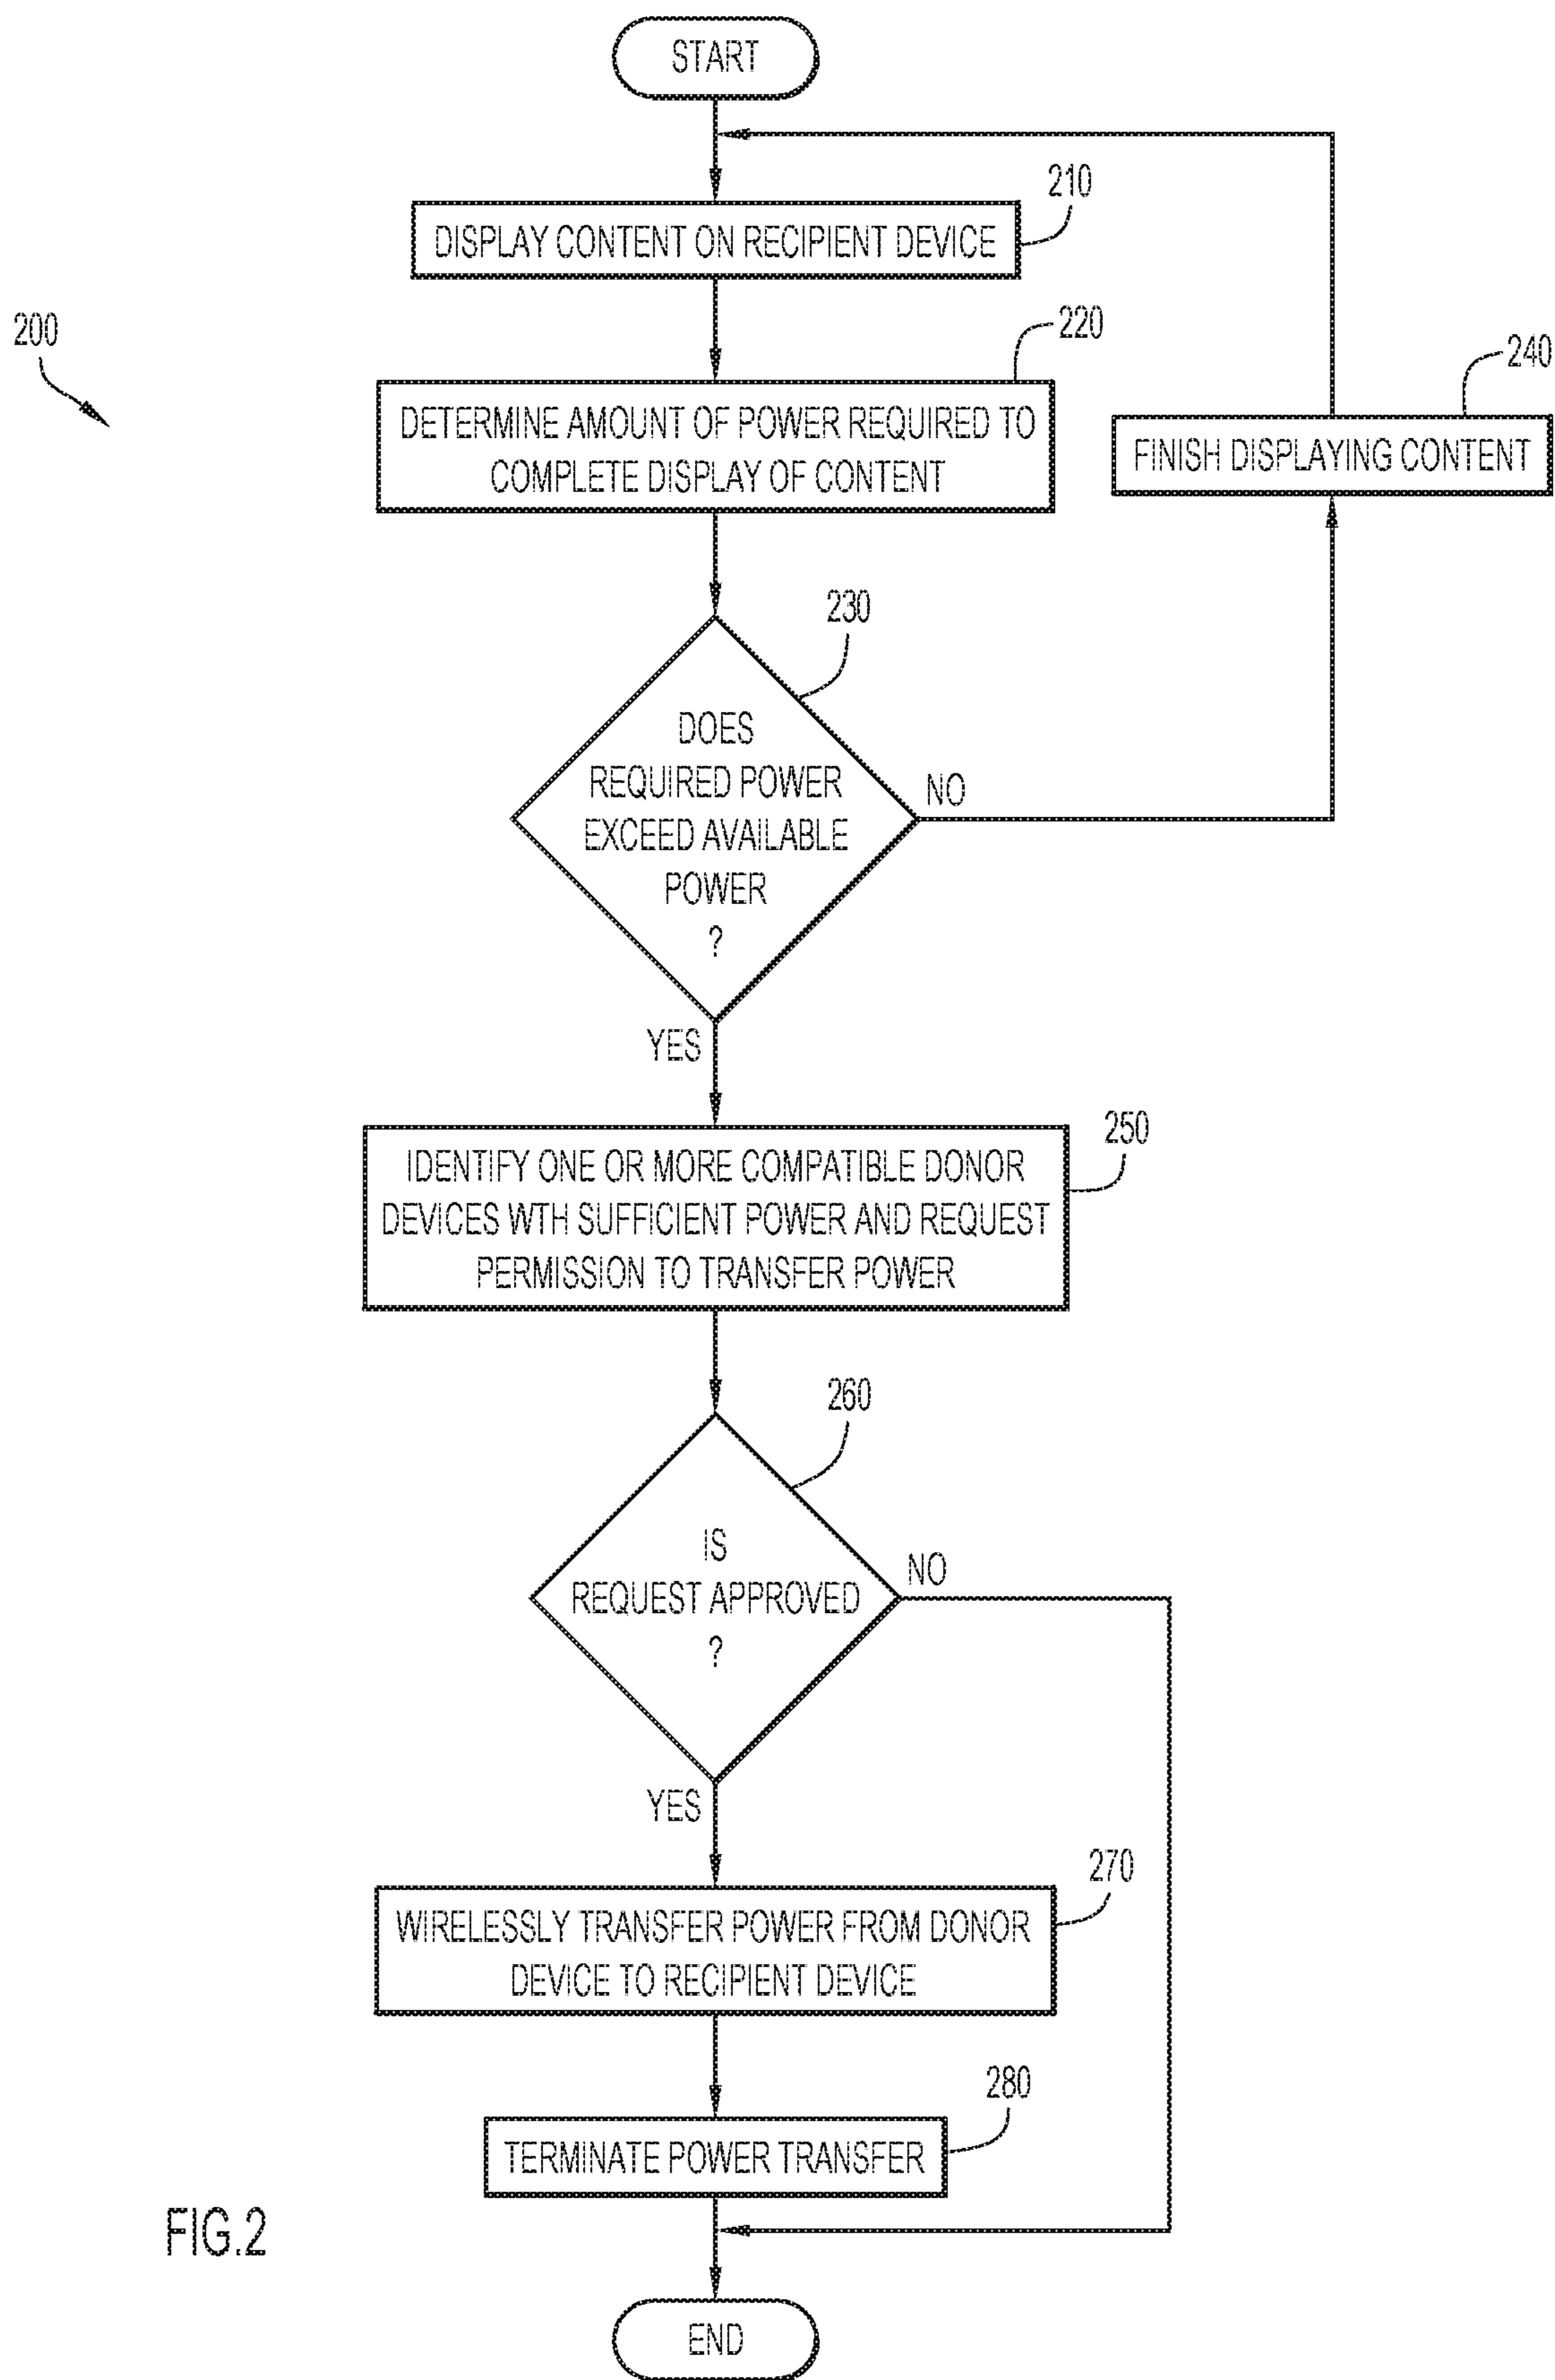 START
210
DISPLAY CONTENT ON RECIPIENT DEVICE
200
220
DETERMINE AMOUNT OF POWER REQUIRED TO
COMPLETE DISPLAY OF CONTENT
240
FINISH DISPLAYING CONTENT
230
DOES
REQUIRED POWER
EXCEED AVAILABLE
POWER
?
NO
YES
250
IDENTIFY ONE OR MORE COMPATIBLE DONOR
DEVICES WTH SUFFICIENT POWER AND REQUEST
PERMISSION TO TRANSFER POWER
260
IS
REQUEST APPROVED
?
NO
YES
270
WIRELESSLY TRANSFER POWER FROM DONOR
DEVICE TO RECIPIENT DEVICE
280
TERMINATE POWER TRANSFER
FIG.2
END